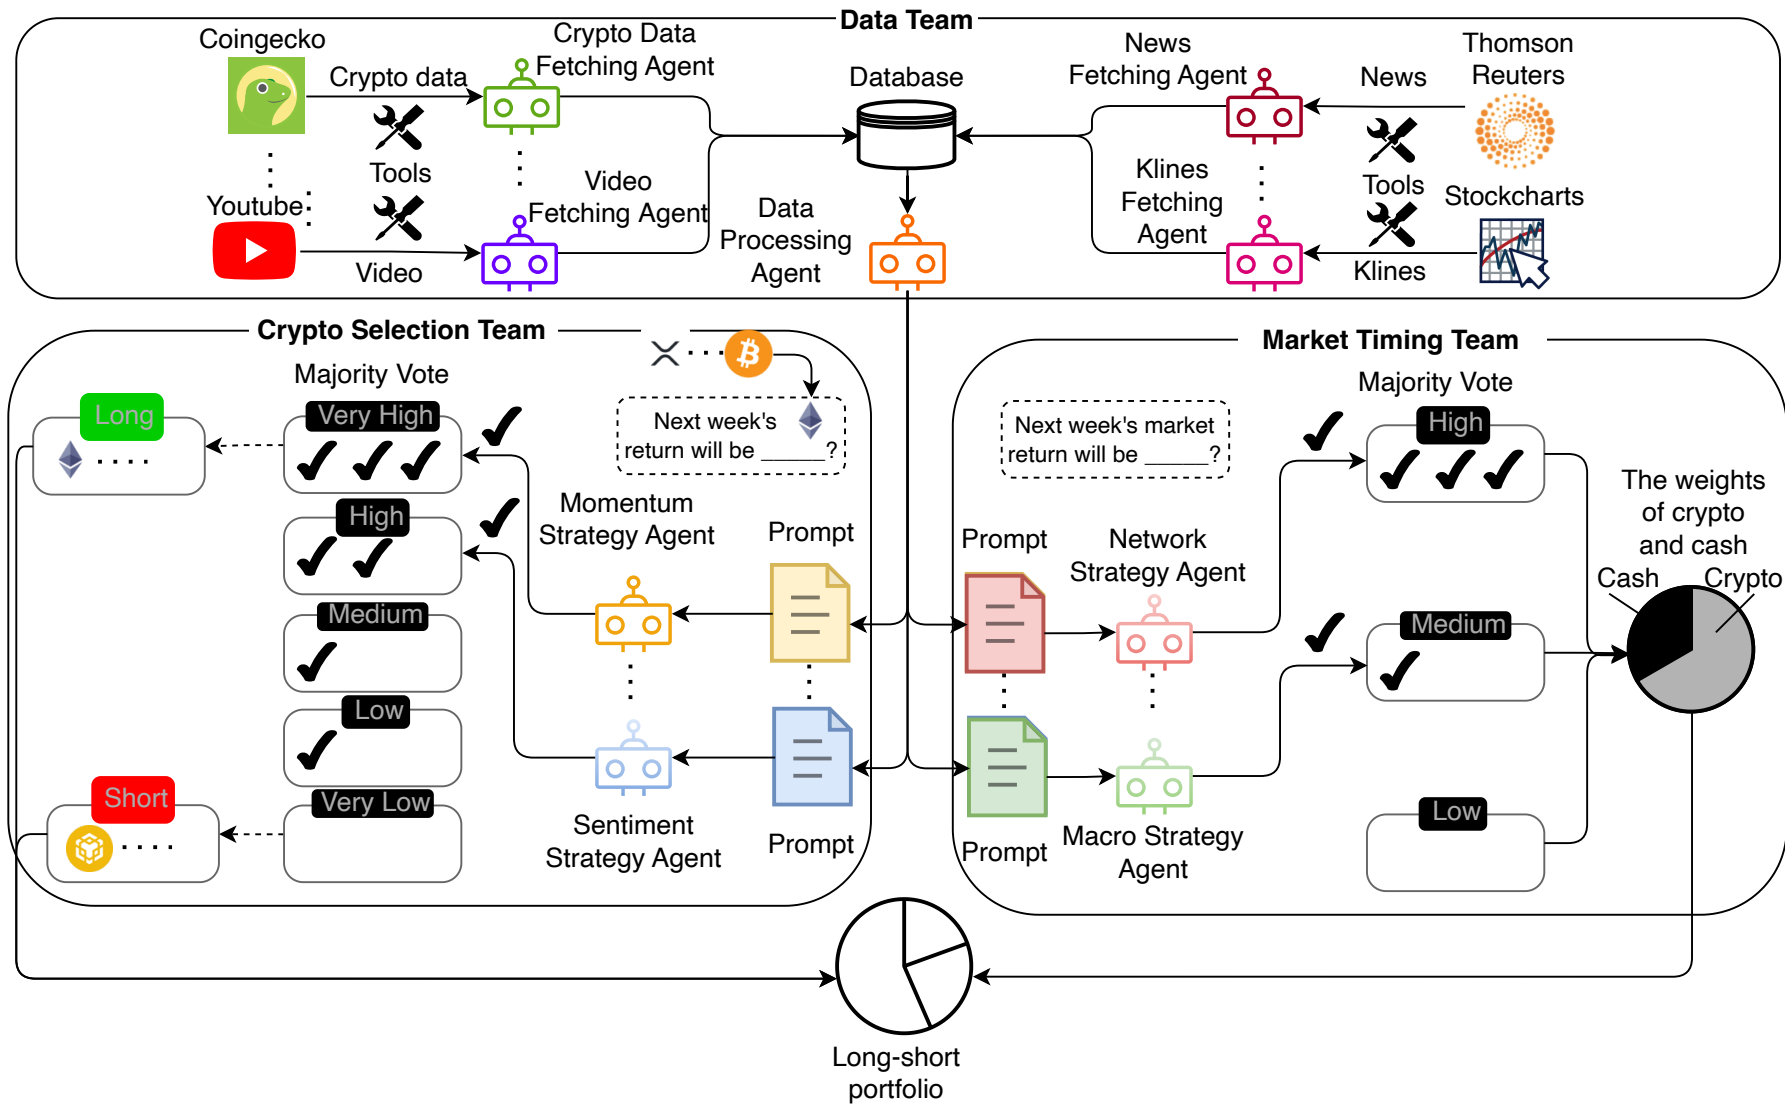 Data Team
Coingecko
Crypto data
Crypto Data
Fetching Agent
Database
News
Fetching Agent
News
Thomson
Reuters
Tools
Youtube
Video
Fetching Agent
Video
Data
Processing
Agent
Klines
Fetching
Agent
Tools
Klines
Stockcharts
Crypto Selection Team
Majority Vote
Long
Very High
High
Medium
Low
Very Low
Short
Next week's
return will be _____?
Momentum
Strategy Agent
Prompt
Sentiment
Strategy Agent
Prompt
Market Timing Team
Next week's market
return will be _____?
Majority Vote
High
Medium
Low
Prompt
Network
Strategy Agent
Prompt
Macro Strategy
Agent
The weights
of crypto
and cash
Cash
Crypto
Long-short
portfolio